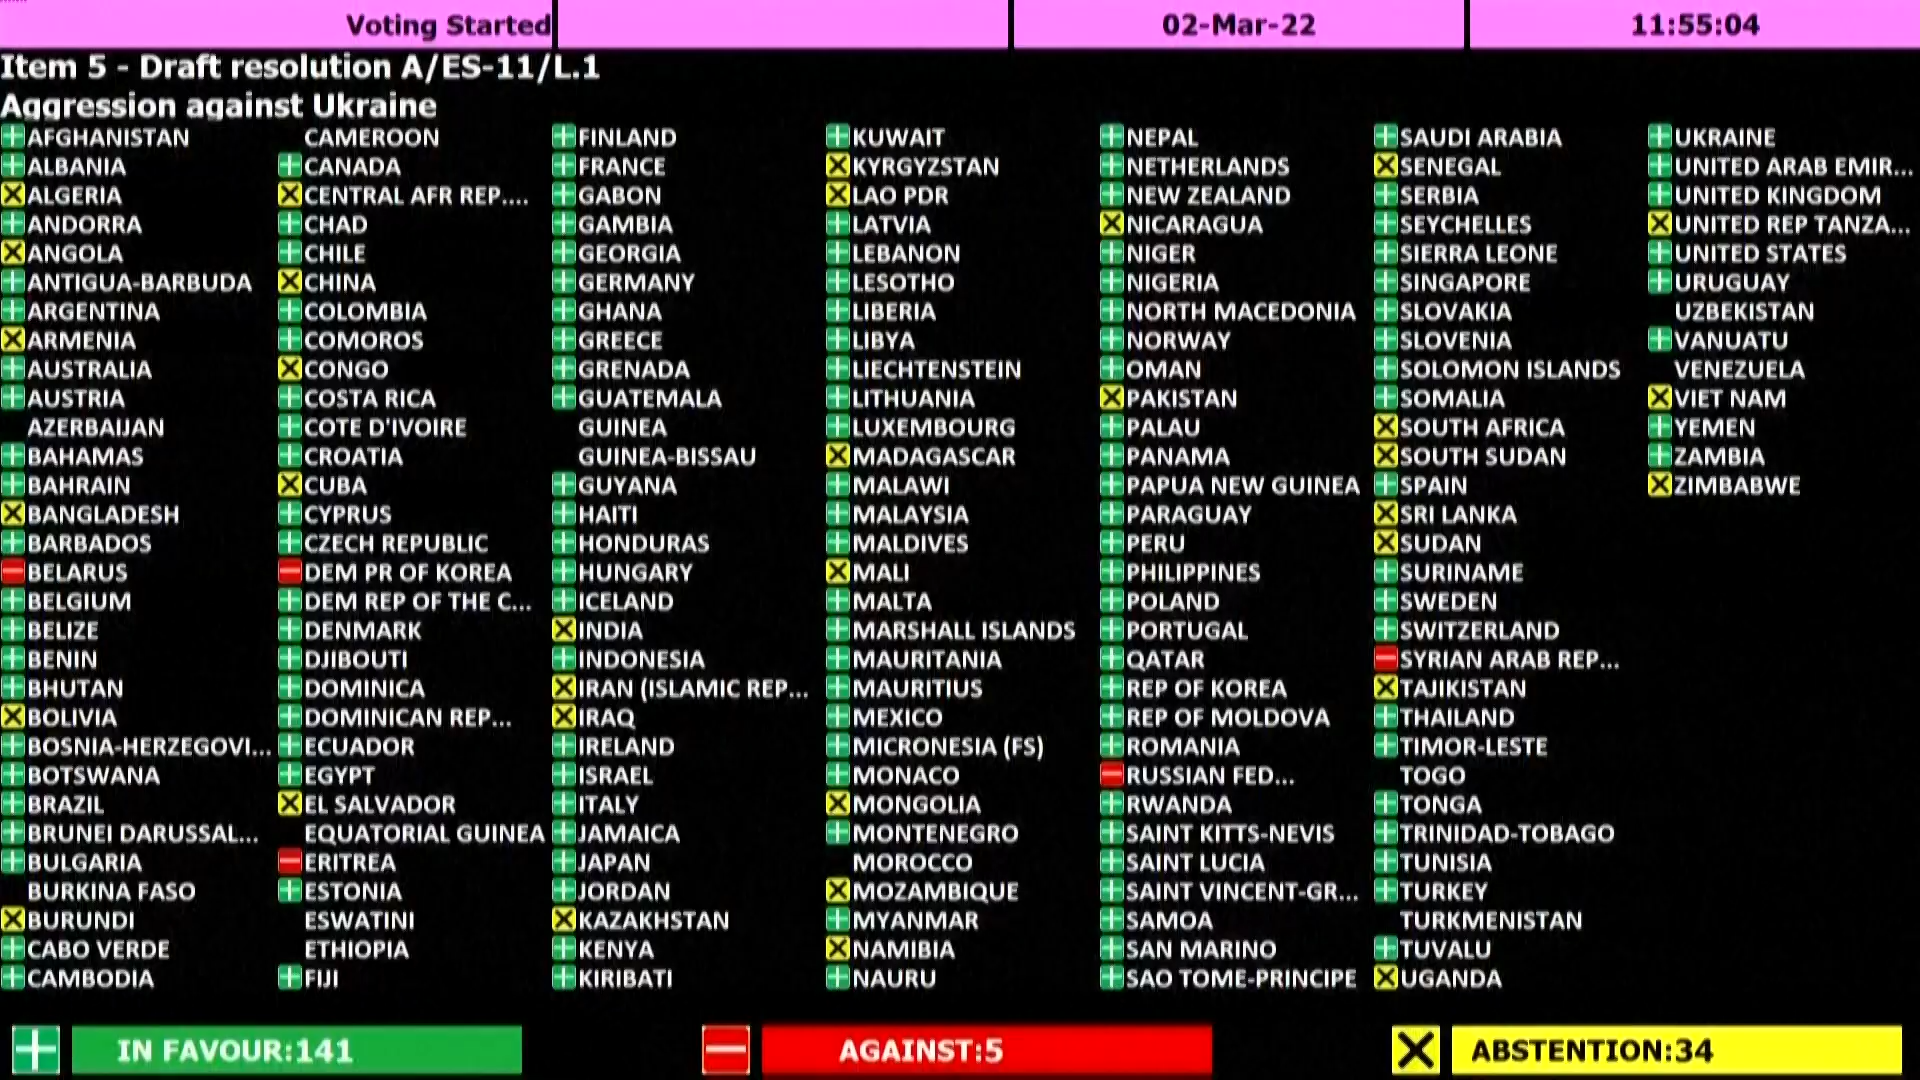 Voting Started 02-Mar-22 11:55:04
Item 5 - Draft resolution A/ES-11/L.1
Aggression against Ukraine
AFGHANISTAN
ALBANIA
ALGERIA
ANDORRA
ANGOLA
ANTIGUA-BARBUDA
ARGENTINA
ARMENIA
AUSTRALIA
AUSTRIA
AZERBAIJAN
BAHAMAS
BAHRAIN
BANGLADESH
BARBADOS
BELARUS
BELGIUM
BELIZE
BENIN
BHUTAN
BOLIVIA
BOSNIA-HERZEGOVI...
BOTSWANA
BRAZIL
BRUNEI DARUSSAL...
BULGARIA
BURKINA FASO
BURUNDI
CABO VERDE
CAMBODIA
CAMEROON
CANADA
CENTRAL AFR REP....
CHAD
CHILE
CHINA
COLOMBIA
COMOROS
CONGO
COSTA RICA
COTE D'IVOIRE
CROATIA
CUBA
CYPRUS
CZECH REPUBLIC
DEM PR OF KOREA
DEM REP OF THE C...
DENMARK
DJIBOUTI
DOMINICA
DOMINICAN REP...
ECUADOR
EGYPT
EL SALVADOR
EQUATORIAL GUINEA
ERITREA
ESTONIA
ESWATINI
ETHIOPIA
FIJI
FINLAND
FRANCE
GABON
GAMBIA
GEORGIA
GERMANY
GHANA
GREECE
GRENADA
GUATEMALA
GUINEA
GUINEA-BISSAU
GUYANA
HAITI
HONDURAS
HUNGARY
ICELAND
INDIA
INDONESIA
IRAN (ISLAMIC REP...
IRAQ
IRELAND
ISRAEL
ITALY
JAMAICA
JAPAN
JORDAN
KAZAKHSTAN
KENYA
KIRIBATI
KUWAIT
KYRGYZSTAN
LAO PDR
LATVIA
LEBANON
LESOTHO
LIBERIA
LIBYA
LIECHTENSTEIN
LITHUANIA
LUXEMBOURG
MADAGASCAR
MALAWI
MALAYSIA
MALDIVES
MALI
MALTA
MARSHALL ISLANDS
MAURITANIA
MAURITIUS
MEXICO
MICRONESIA (FS)
MONACO
MONGOLIA
MONTENEGRO
MOROCCO
MOZAMBIQUE
MYANMAR
NAMIBIA
NAURU
NEPAL
NETHERLANDS
NEW ZEALAND
NICARAGUA
NIGER
NIGERIA
NORTH MACEDONIA
NORWAY
OMAN
PAKISTAN
PALAU
PANAMA
PAPUA NEW GUINEA
PARAGUAY
PERU
PHILIPPINES
POLAND
PORTUGAL
QATAR
REP OF KOREA
REP OF MOLDOVA
ROMANIA
RUSSIAN FED...
RWANDA
SAINT KITTS-NEVIS
SAINT LUCIA
SAINT VINCENT-GR...
SAMOA
SAN MARINO
SAO TOME-PRINCIPE
SAUDI ARABIA
SENEGAL
SERBIA
SEYCHELLES
SIERRA LEONE
SINGAPORE
SLOVAKIA
SLOVENIA
SOLOMON ISLANDS
SOMALIA
SOUTH AFRICA
SOUTH SUDAN
SPAIN
SRI LANKA
SUDAN
SURINAME
SWEDEN
SWITZERLAND
SYRIAN ARAB REP...
TAJIKISTAN
THAILAND
TIMOR-LESTE
TOGO
TONGA
TRINIDAD-TOBAGO
TUNISIA
TURKEY
TURKMENISTAN
TUVALU
UGANDA
UKRAINE
UNITED ARAB EMIR...
UNITED KINGDOM
UNITED REP TANZA...
UNITED STATES
URUGUAY
UZBEKISTAN
VANUATU
VENEZUELA
VIET NAM
YEMEN
ZAMBIA
ZIMBABWE
IN FAVOUR:141
AGAINST:5
ABSTENTION:34